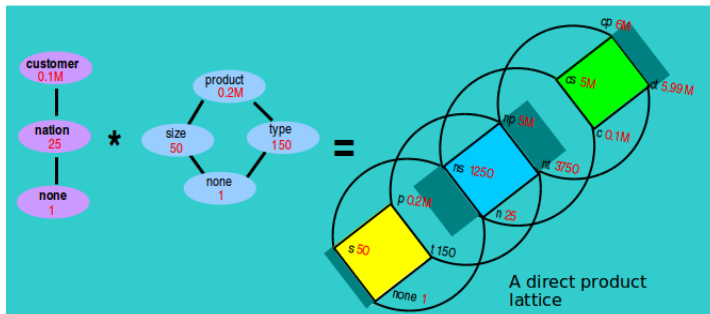 customer
0.1M
nation
25
none
1
*
product
0.2M
size
50
type
150
none
1
=
cp 6M
cs 5M
ct 5.99M
c 0.1M
np 5M
ns 1250
nt 3750
n 25
p 0.2M
s 50
t 150
none 1
A direct product
lattice